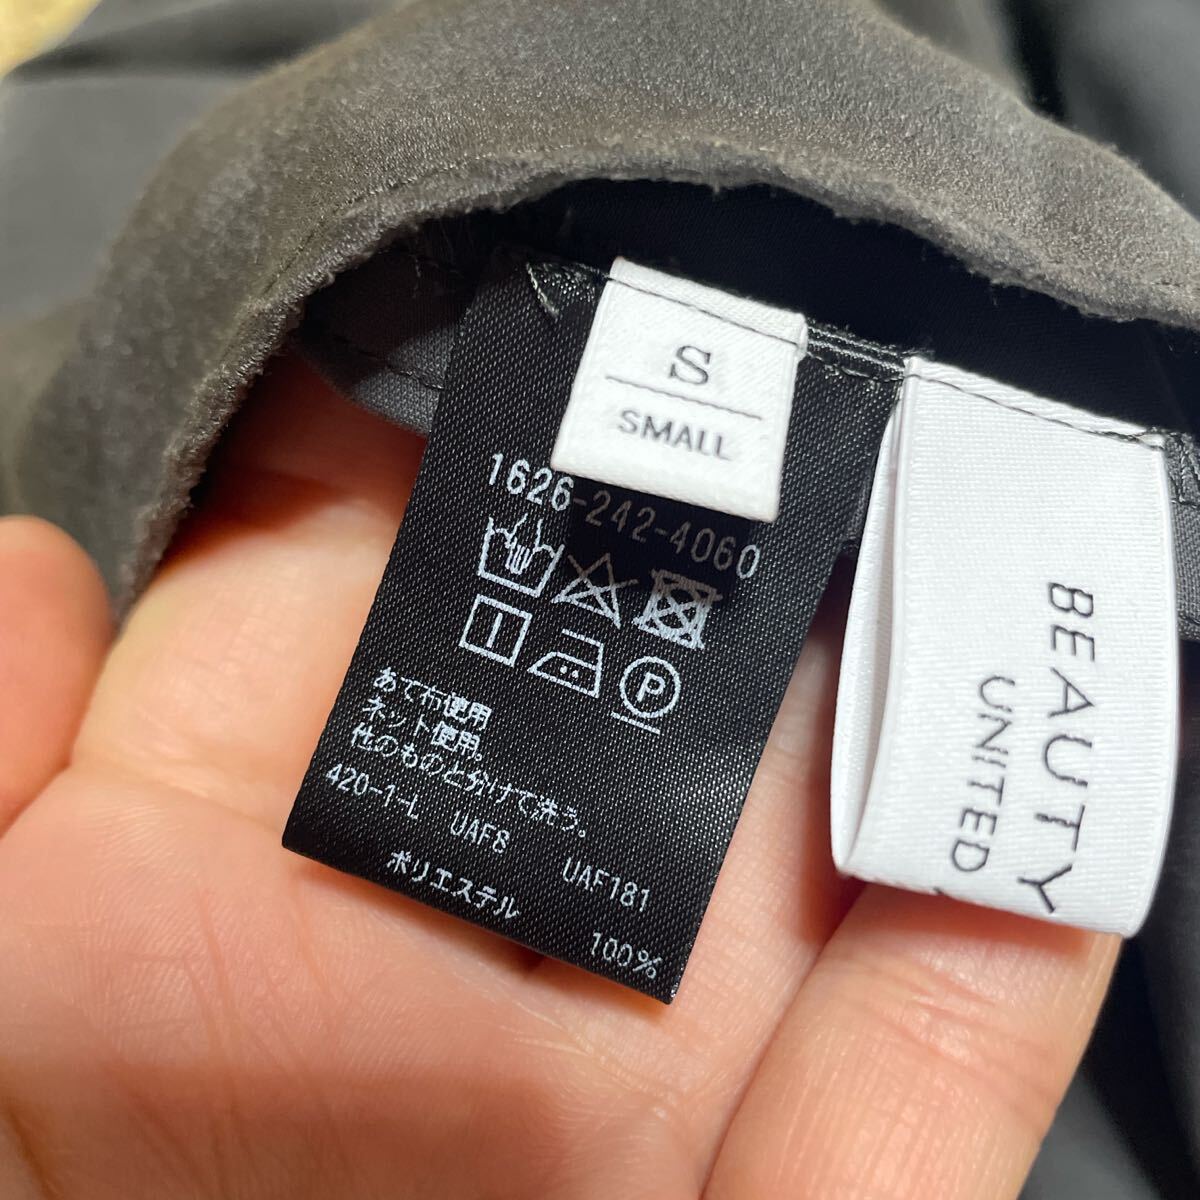 S
SMALL
1626-242-4060
P
あて布使用
ネット使用。
他のものと分けて洗う。
420-1-L UAF8 UAF181
ポリエステル 100%
BEAUTY
UNITED